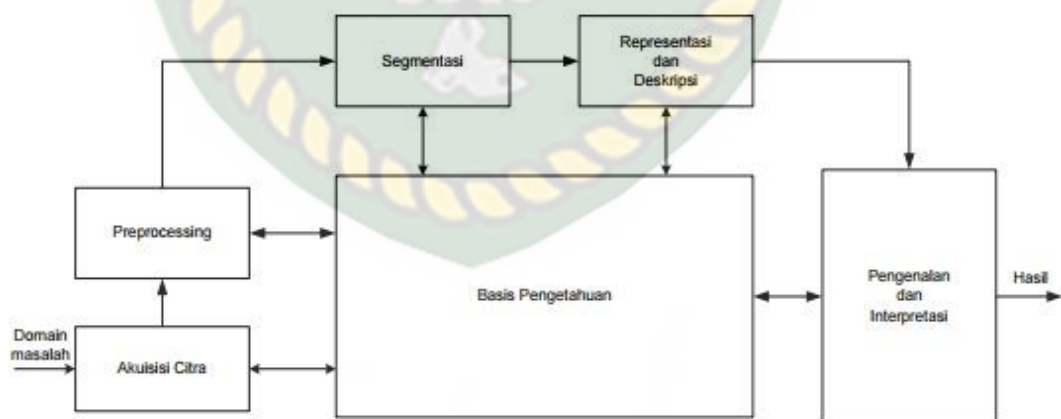 Segmentasi
Representasi
dan
Deskripsi
Preprocessing
Basis Pengetahuan
Pengenalan
dan
Interpretasi
Hasil
Domain
masalah
Akuisisi Citra